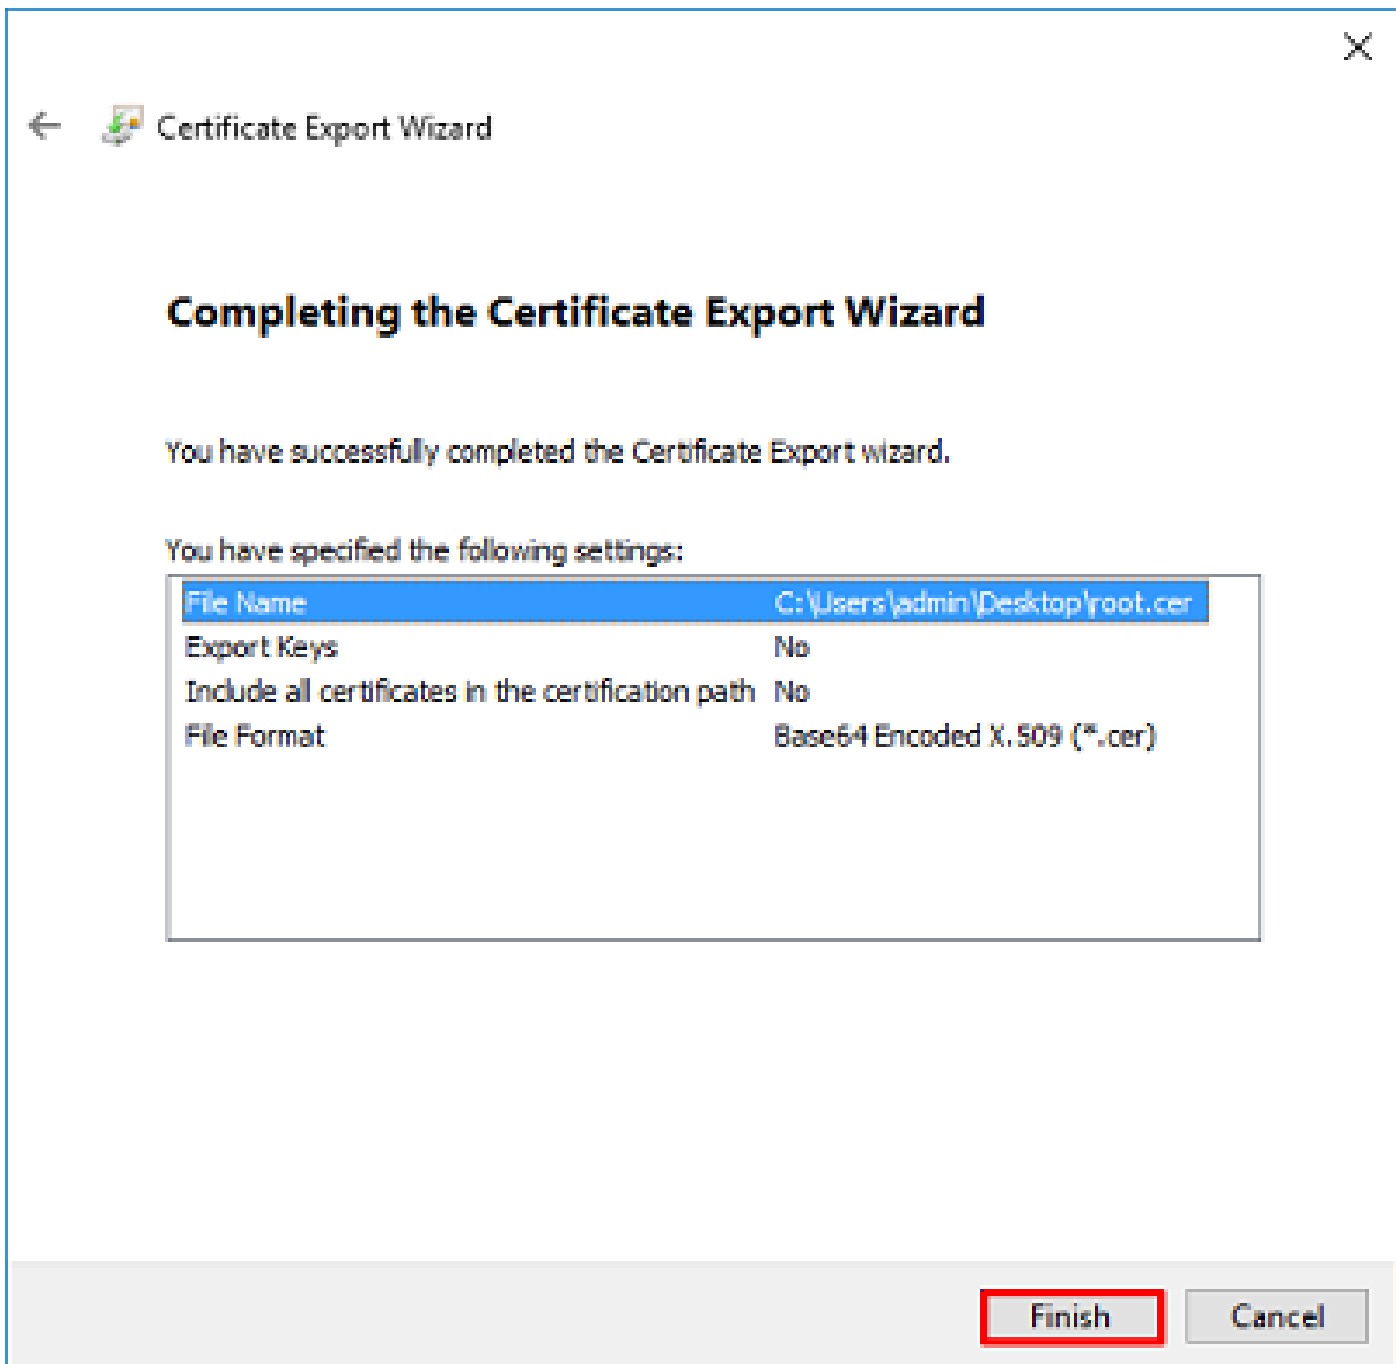 Certificate Export Wizard
Completing the Certificate Export Wizard
You have successfully completed the Certificate Export wizard.
You have specified the following settings:
File Name C:\Users\admin\Desktop\root.cer
Export Keys No
Include all certificates in the certification path No
File Format Base64 Encoded X.509 (*.cer)
Finish Cancel